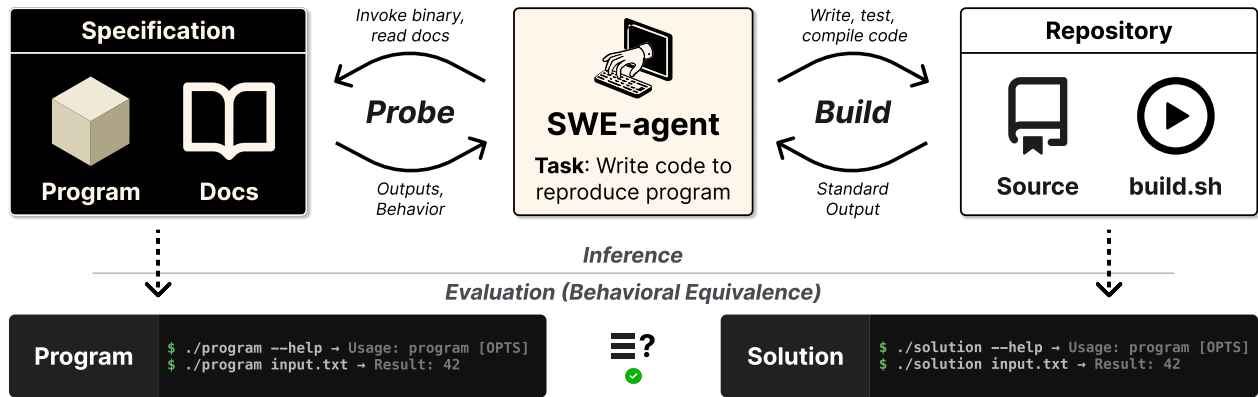 Specification
Program
Docs
Invoke binary,
read docs
Probe
Outputs,
Behavior
SWE-agent
Task: Write code to
reproduce program
Write, test,
compile code
Build
Standard
Output
Repository
Source
build.sh
Inference
Evaluation (Behavioral Equivalence)
Program
$ ./program --help → Usage: program [OPTS]
$ ./program input.txt → Result: 42
?
Solution
$ ./solution --help → Usage: program [OPTS]
$ ./solution input.txt → Result: 42